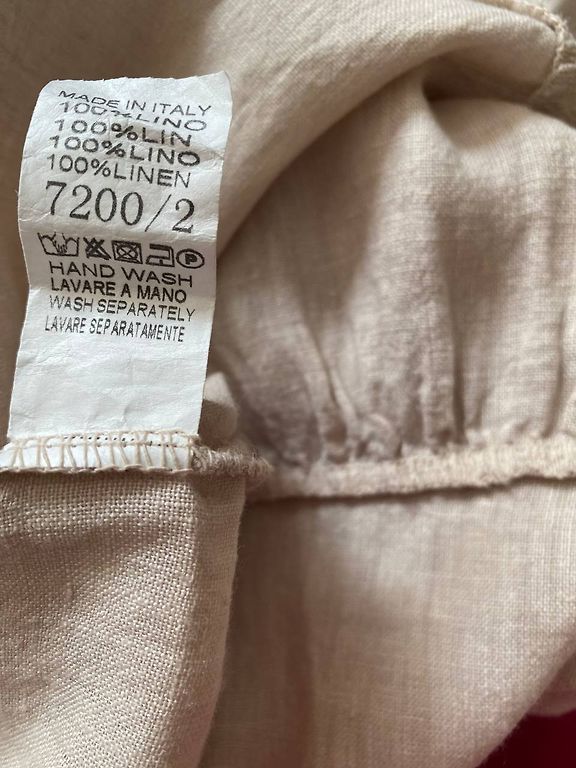 MADE IN ITALY
100%LINO
100%LIN
100%LINO
100%LINEN
7200/2
P
HAND WASH
LAVARE A MANO
WASH SEPARATELY
LAVARE SEPARATAMENTE